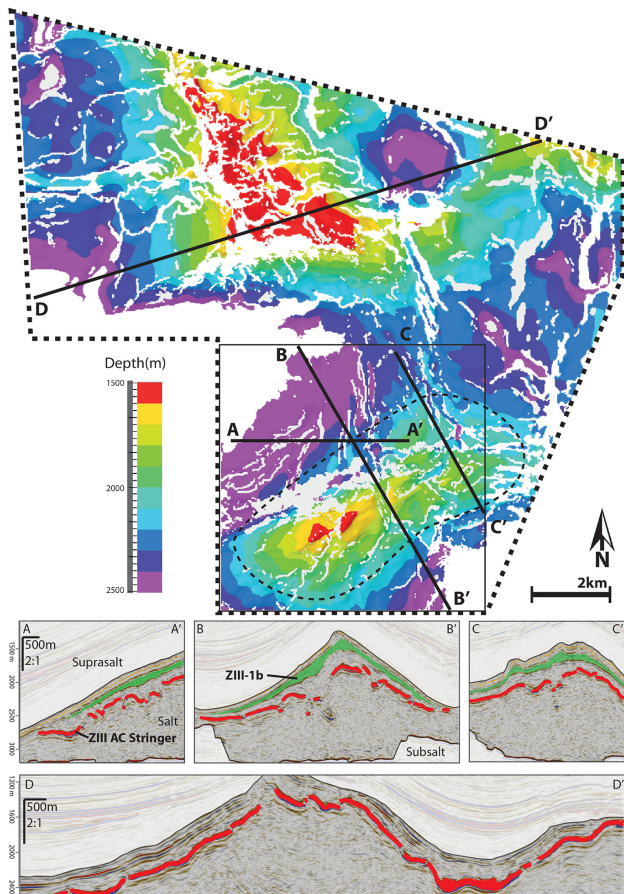 D'
D
C
B
Depth(m)
1500
2000
2500
A
A'
C'
B'
N
2km
A
A'
500m
2:1
1500 m
2000
2500
3000
Suprasalt
Salt
ZIII AC Stringer
B
B'
ZIII-1b
Subsalt
C
C'
D
D'
500m
2:1
1200 m
1600
2000
2400